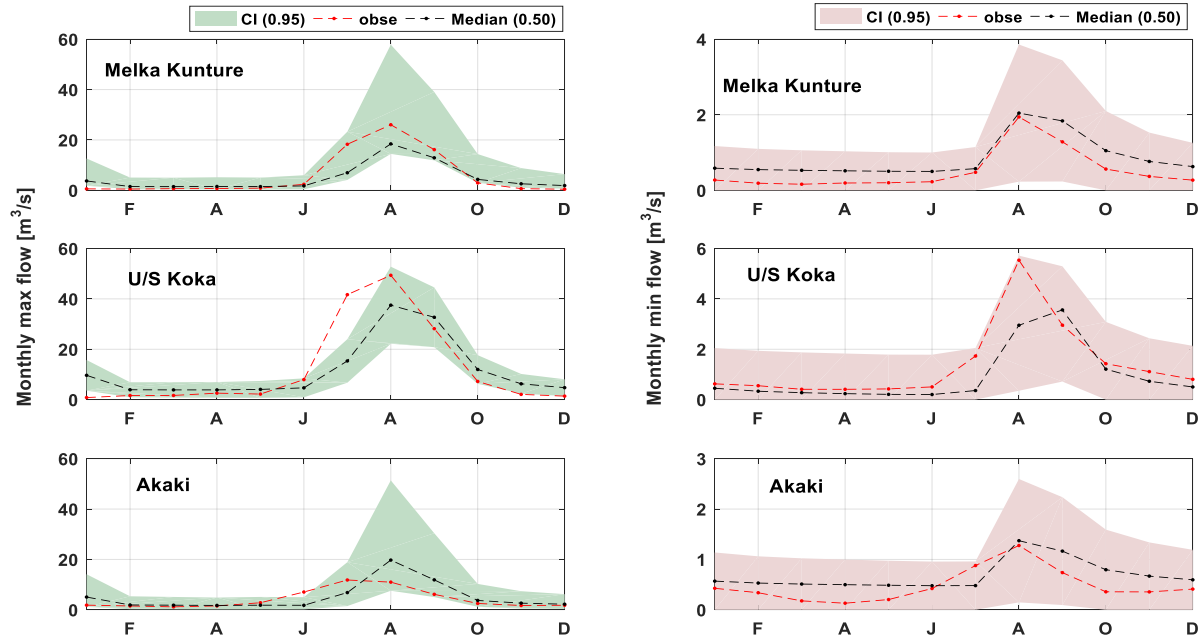 CI (0.95) obse Median (0.50)
60
40
20
0
Melka Kunture
F A J A O D
60
40
20
0
U/S Koka
F A J A O D
60
40
20
0
Akaki
F A J A O D
Monthly max flow [m³/s]
CI (0.95) obse Median (0.50)
4
2
0
Melka Kunture
F A J A O D
6
4
2
0
U/S Koka
F A J A O D
3
2
1
0
Akaki
F A J A O D
Monthly min flow [m³/s]